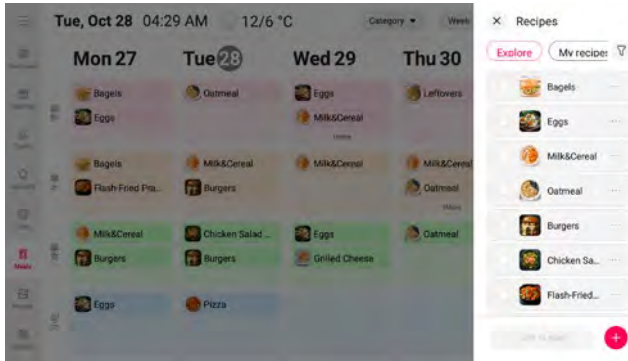 Tue, Oct 28 04:29 AM 12/6 °C Category Week
Mon 27 Tue 28 Wed 29 Thu 30
Bagels Oatmeal Eggs Leftovers
Eggs Milk&Cereal
Bagels Milk&Cereal Milk&Cereal Milk&Cereal
Flash-Fried Pra... Burgers Oatmeal
Milk&Cereal Chicken Salad ... Eggs Oatmeal
Burgers Burgers Grilled Cheese
Eggs Pizza
Meals
Recipes
Explore My recipes
Bagels
Eggs
Milk&Cereal
Oatmeal
Burgers
Chicken Sa...
Flash-Fried...